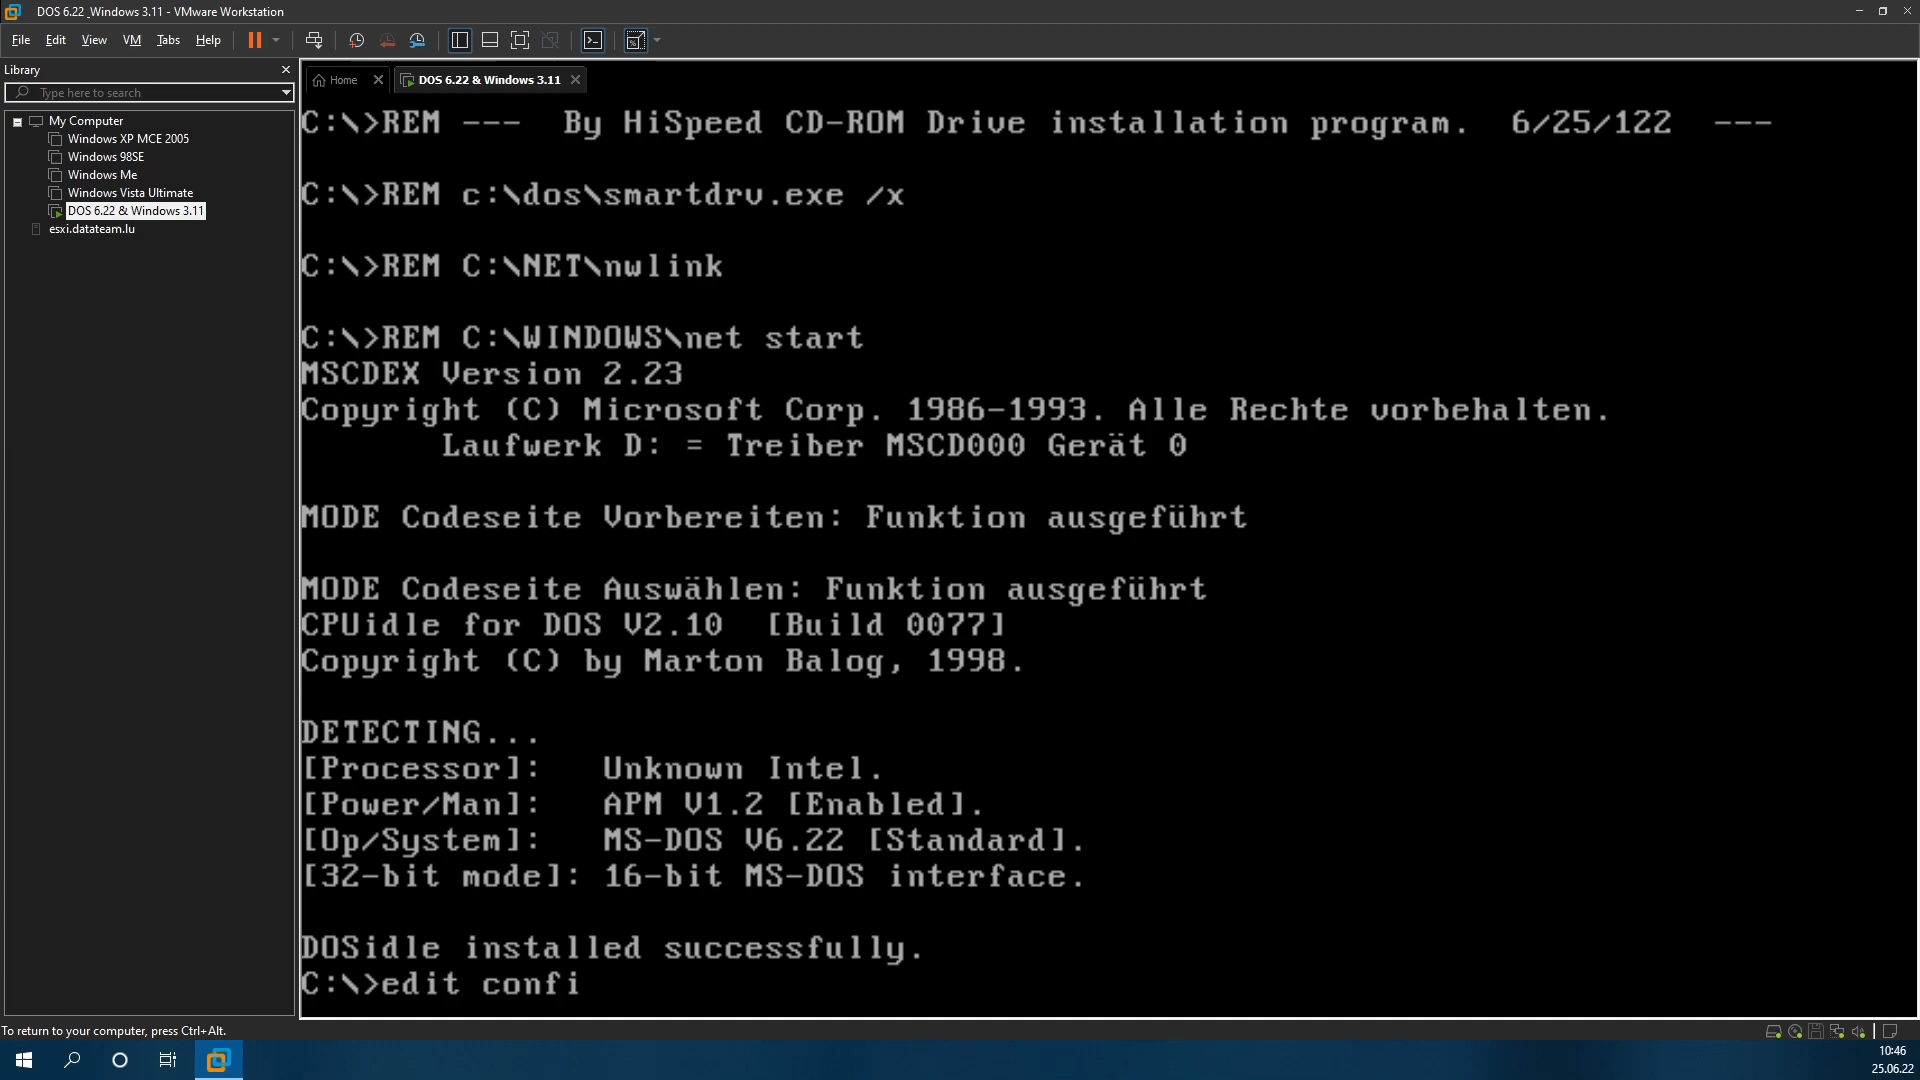 DOS 6.22 _Windows 3.11 - VMware Workstation
File Edit View VM Tabs Help
Library
Type here to search
My Computer
Windows XP MCE 2005
Windows 98SE
Windows Me
Windows Vista Ultimate
DOS 6.22 & Windows 3.11
esxi.datateam.lu
Home
DOS 6.22 & Windows 3.11
C:\>REM --- By HiSpeed CD-ROM Drive installation program. 6/25/122 ---
C:\>REM c:\dos\smartdrv.exe /x
C:\>REM C:\NET\nwlink
C:\>REM C:\WINDOWS\net start
MSCDEX Version 2.23
Copyright (C) Microsoft Corp. 1986-1993. Alle Rechte vorbehalten.
Laufwerk D: = Treiber MSCD000 Gerät 0
MODE Codeseite Vorbereiten: Funktion ausgeführt
MODE Codeseite Auswählen: Funktion ausgeführt
CPUidle for DOS V2.10 [Build 0077]
Copyright (C) by Marton Balog, 1998.
DETECTING...
[Processor]: Unknown Intel.
[Power/Man]: APM V1.2 [Enabled].
[Op/System]: MS-DOS V6.22 [Standard].
[32-bit mode]: 16-bit MS-DOS interface.
DOSidle installed successfully.
C:\>edit confi
To return to your computer, press Ctrl+Alt.
10:46
25.06.22